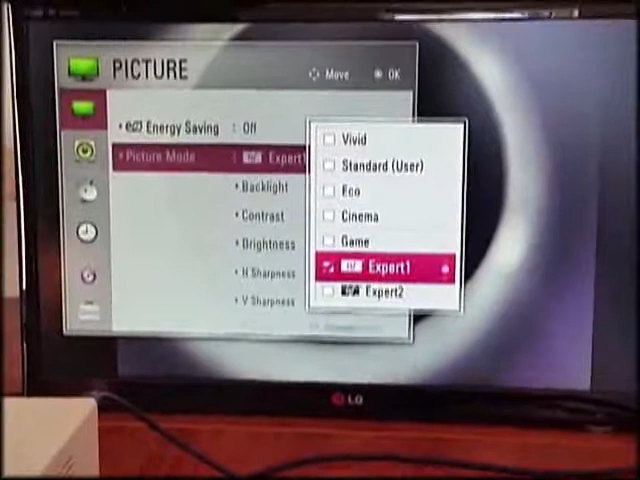 PICTURE
Move
OK
Energy Saving : Off
Picture Mode : Expert1
Backlight
Contrast
Brightness
H Sharpness
V Sharpness
Vivid
Standard (User)
Eco
Cinema
Game
Expert1
Expert2
LG